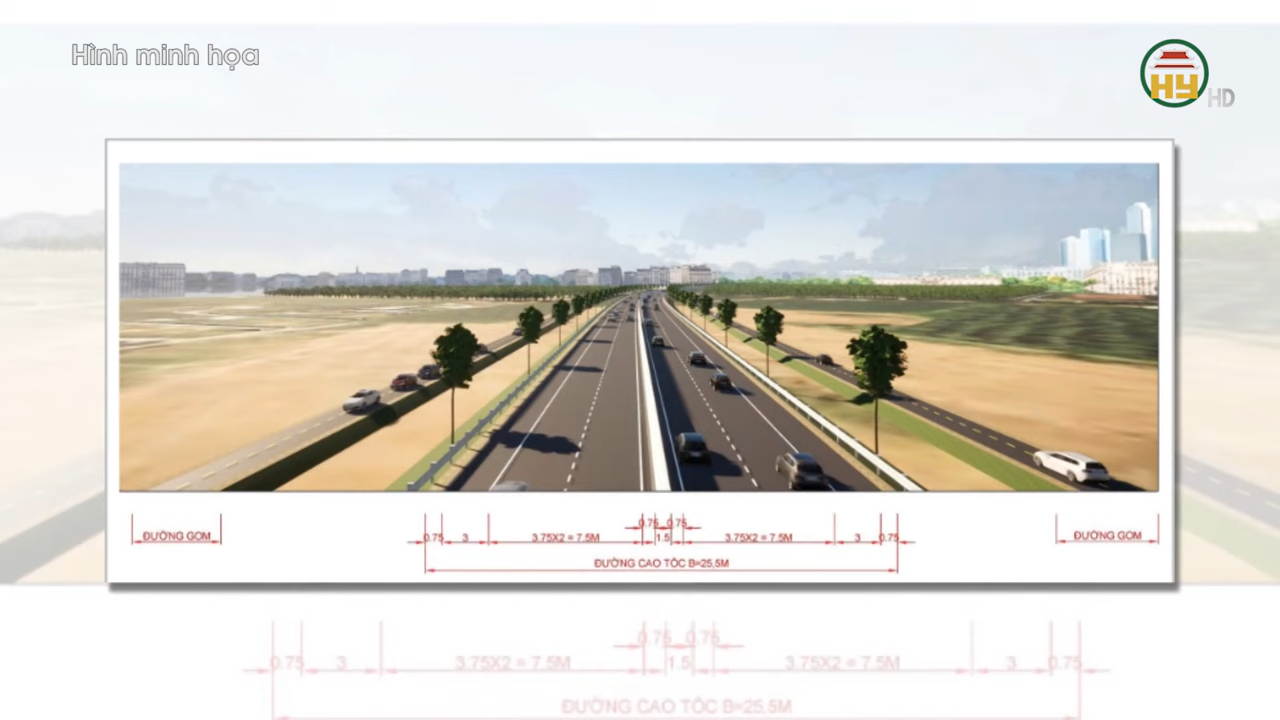 Hình minh họa
HY HD
0.75 0.75
ĐƯỜNG GOM 0.75 3 3.75X2 = 7.5M 1.5 3.75X2 = 7.5M 3 0.75 ĐƯỜNG GOM
ĐƯỜNG CAO TỐC B=25,5M
0.75 0.75
0.75 3 3.75X2 = 7.5M 1.5 3.75X2 = 7.5M 3 0.75
ĐƯỜNG CAO TỐC B=25,5M